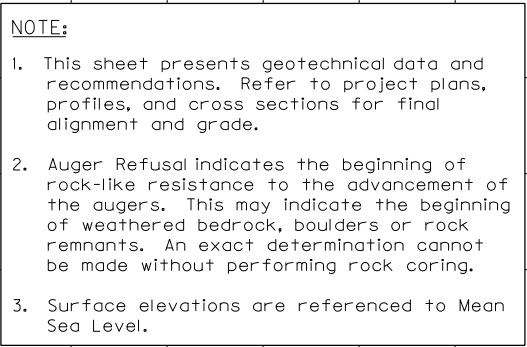 NOTE:
1. This sheet presents geotechnical data and
recommendations. Refer to project plans,
profiles, and cross sections for final
alignment and grade.
2. Auger Refusal indicates the beginning of
rock-like resistance to the advancement of
the augers. This may indicate the beginning
of weathered bedrock, boulders or rock
remnants. An exact determination cannot
be made without performing rock coring.
3. Surface elevations are referenced to Mean
Sea Level.